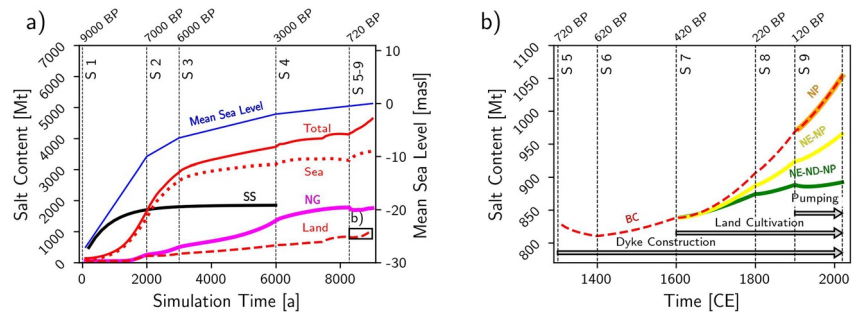 a)
9000 BP
7000 BP
6000 BP
3000 BP
720 BP
7000
6000
5000
4000
3000
2000
1000
0
Salt Content [Mt]
S 1
S 2
S 3
S 4
S 5-9
Mean Sea Level
Total
Sea
SS
NG
Land
b)
10
0
-10
-20
-30
Mean Sea Level [masl]
0
2000
4000
6000
8000
Simulation Time [a]
b)
720 BP
620 BP
420 BP
220 BP
120 BP
1100
1050
1000
950
900
850
800
Salt Content [Mt]
S 5
S 6
S 7
S 8
S 9
NP
NE-NP
NE-ND-NP
BC
Pumping
Land Cultivation
Dyke Construction
1400
1600
1800
2000
Time [CE]